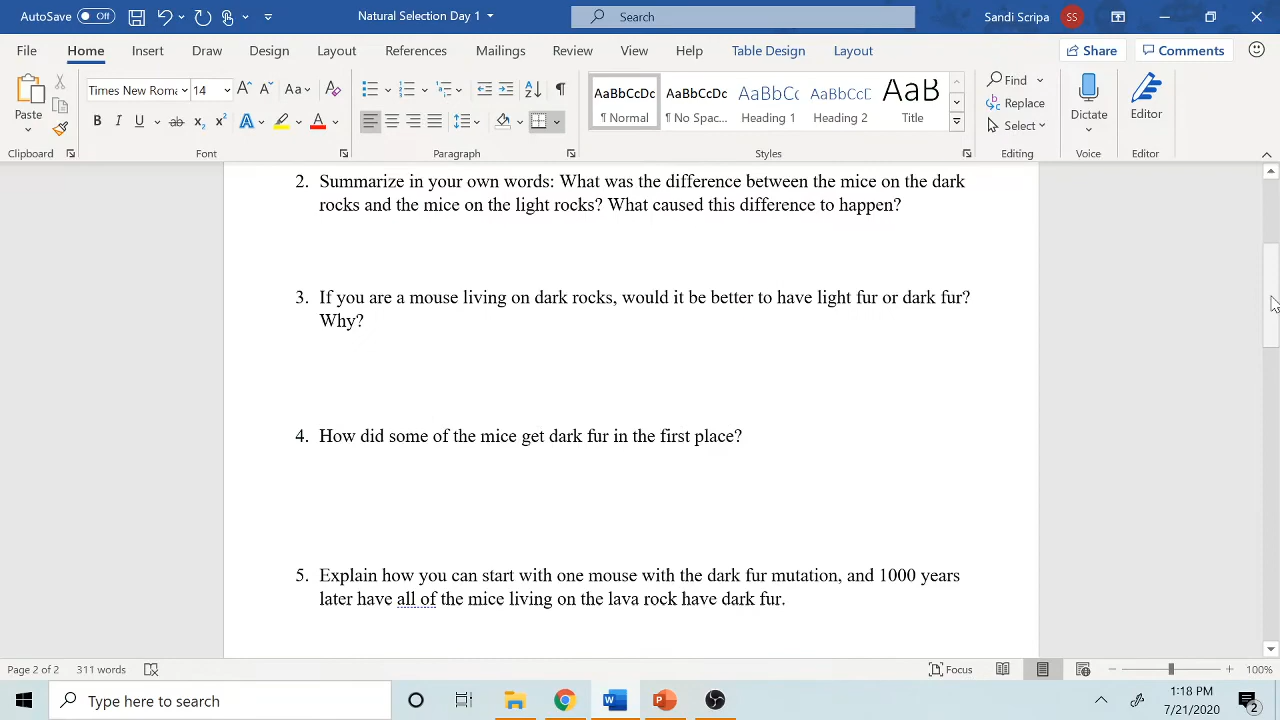 AutoSave Off Natural Selection Day 1 Search Sandi Scripa SS
File Home Insert Draw Design Layout References Mailings Review View Help Table Design Layout Share Comments
Times New Roma 14 Aa A ¶ AaBbCcDc AaBbCcDc AaBbCc AaBbCcD AaB Find
Paste B I U ab x₂ x² A A ¶ Normal ¶ No Spac... Heading 1 Heading 2 Title Replace Dictate Editor
Select
Clipboard Font Paragraph Styles Editing Voice Editor
2. Summarize in your own words: What was the difference between the mice on the dark
rocks and the mice on the light rocks? What caused this difference to happen?
3. If you are a mouse living on dark rocks, would it be better to have light fur or dark fur?
Why?
4. How did some of the mice get dark fur in the first place?
5. Explain how you can start with one mouse with the dark fur mutation, and 1000 years
later have all of the mice living on the lava rock have dark fur.
Page 2 of 2 311 words Focus 100%
Type here to search 1:18 PM
7/21/2020 2